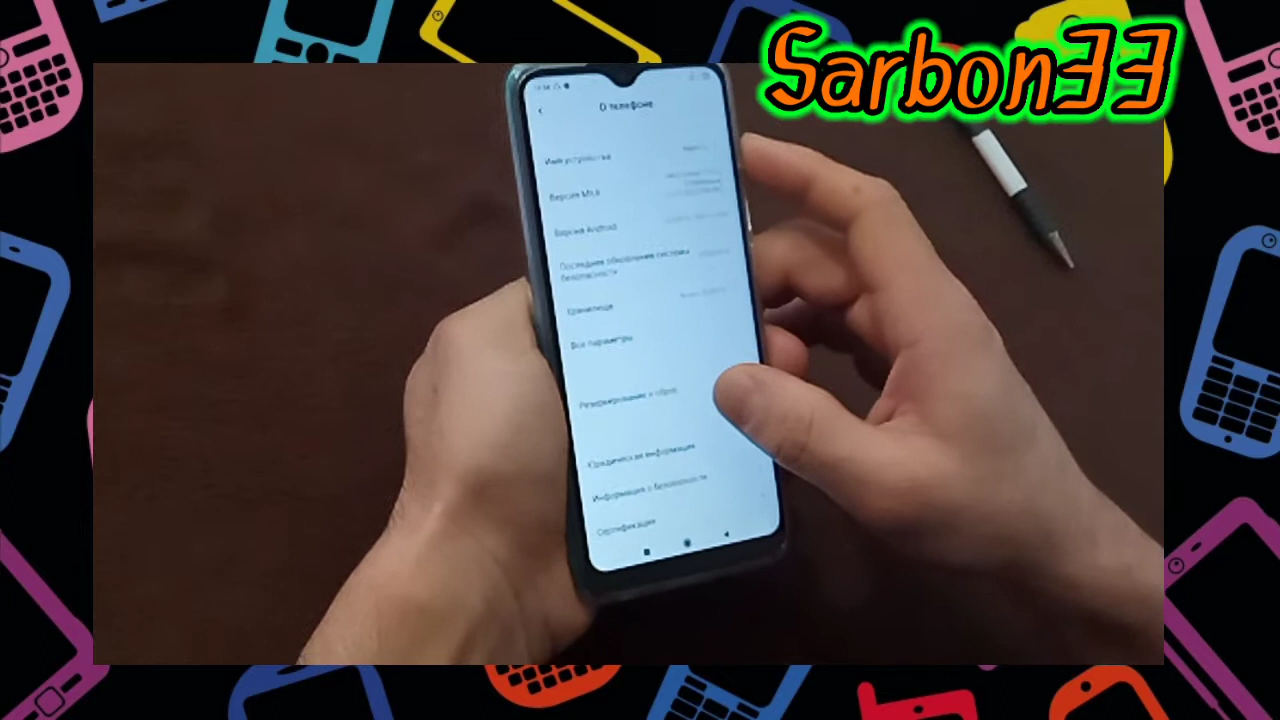 Sarbon33
О телефоне
Имя устройства
Версия MIUI
Версия Android
Последнее обновление системы
безопасности
Хранилище
Все параметры
Резервирование и сброс
Юридическая информация
Информация о безопасности
Сертификация